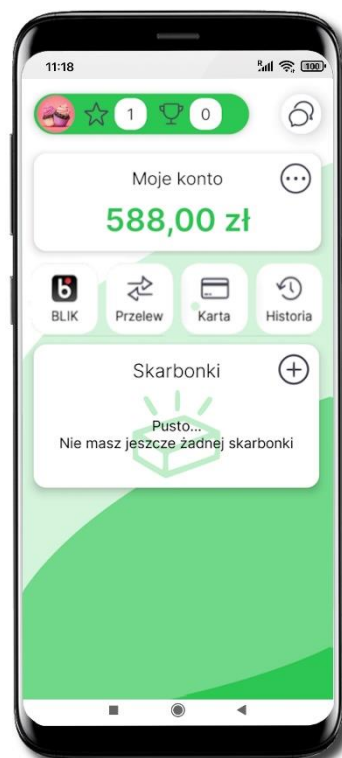 11:18
R
100
1
0
Moje konto
588,00 zł
BLIK
Przelew
Karta
Historia
Skarbonki
Pusto...
Nie masz jeszcze żadnej skarbonki